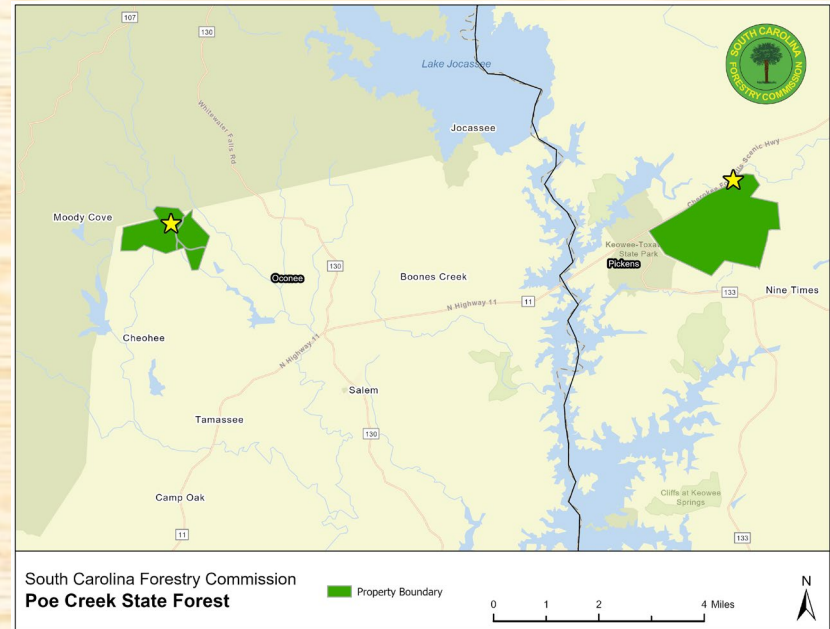 107
130
Lake Jocassee
SOUTH CAROLINA
FORESTRY COMMISSION
Whitewater Falls Rd
Jocassee
Scenic Hwy
Moody Cove
Keowee-Toxa
State Park
Pickens
Oconee
130
Boones Creek
133
Nine Times
11
N Highway 11
N Highway 11
Cheohee
Salem
Tamassee
130
Camp Oak
Cliffs at Keowee
Springs
11
133
South Carolina Forestry Commission
Poe Creek State Forest
Property Boundary
0 1 2 4 Miles
N